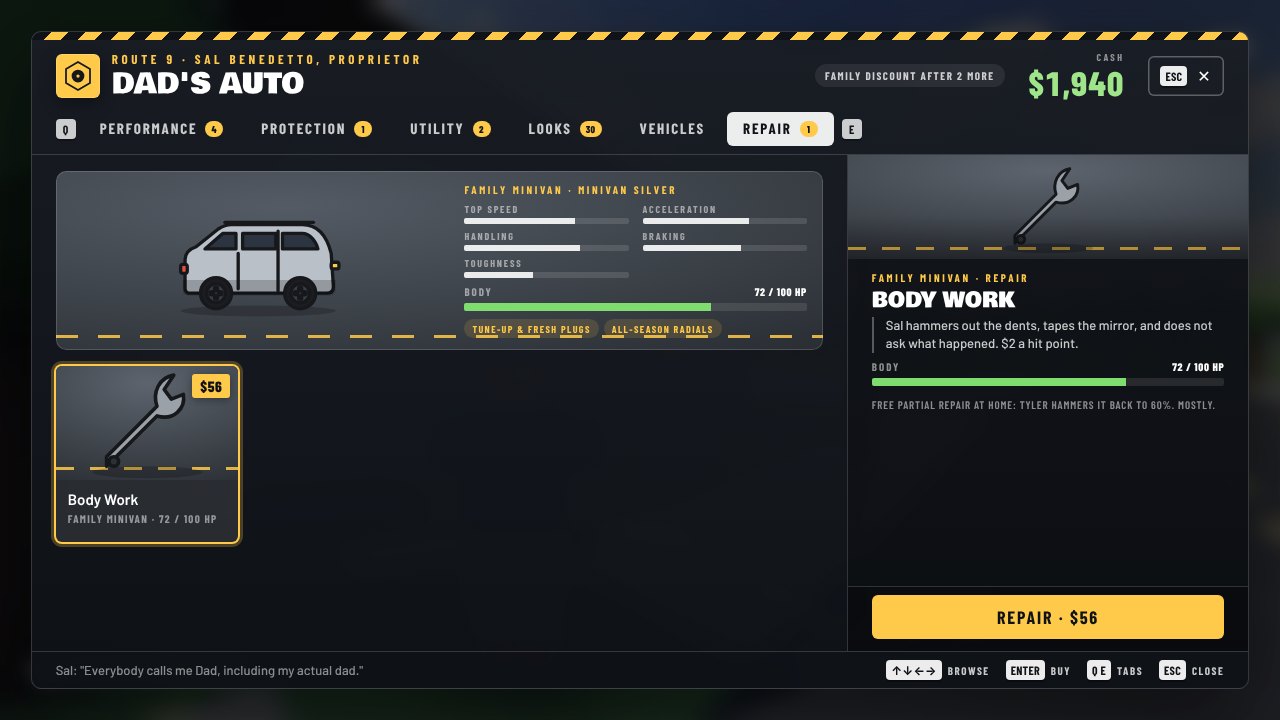 ROUTE 9 · SAL BENEDETTO, PROPRIETOR
DAD'S AUTO
FAMILY DISCOUNT AFTER 2 MORE
CASH
$1,940
ESC ✕
Q PERFORMANCE 4 PROTECTION 1 UTILITY 2 LOOKS 30 VEHICLES REPAIR 1 E
FAMILY MINIVAN · MINIVAN SILVER
TOP SPEED
ACCELERATION
HANDLING
BRAKING
TOUGHNESS
BODY 72 / 100 HP
TUNE-UP & FRESH PLUGS ALL-SEASON RADIALS
$56
Body Work
FAMILY MINIVAN · 72 / 100 HP
FAMILY MINIVAN · REPAIR
BODY WORK
Sal hammers out the dents, tapes the mirror, and does not
ask what happened. $2 a hit point.
BODY 72 / 100 HP
FREE PARTIAL REPAIR AT HOME: TYLER HAMMERS IT BACK TO 60%. MOSTLY.
REPAIR · $56
Sal: "Everybody calls me Dad, including my actual dad."
↑↓←→ BROWSE ENTER BUY Q E TABS ESC CLOSE